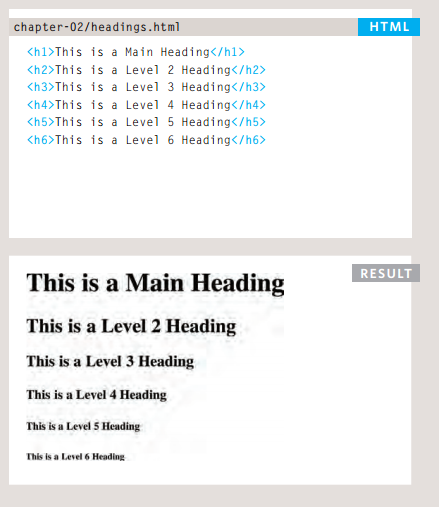 chapter-02/headings.html HTML
<h1>This is a Main Heading</h1>
<h2>This is a Level 2 Heading</h2>
<h3>This is a Level 3 Heading</h3>
<h4>This is a Level 4 Heading</h4>
<h5>This is a Level 5 Heading</h5>
<h6>This is a Level 6 Heading</h6>
RESULT
This is a Main Heading
This is a Level 2 Heading
This is a Level 3 Heading
This is a Level 4 Heading
This is a Level 5 Heading
This is a Level 6 Heading